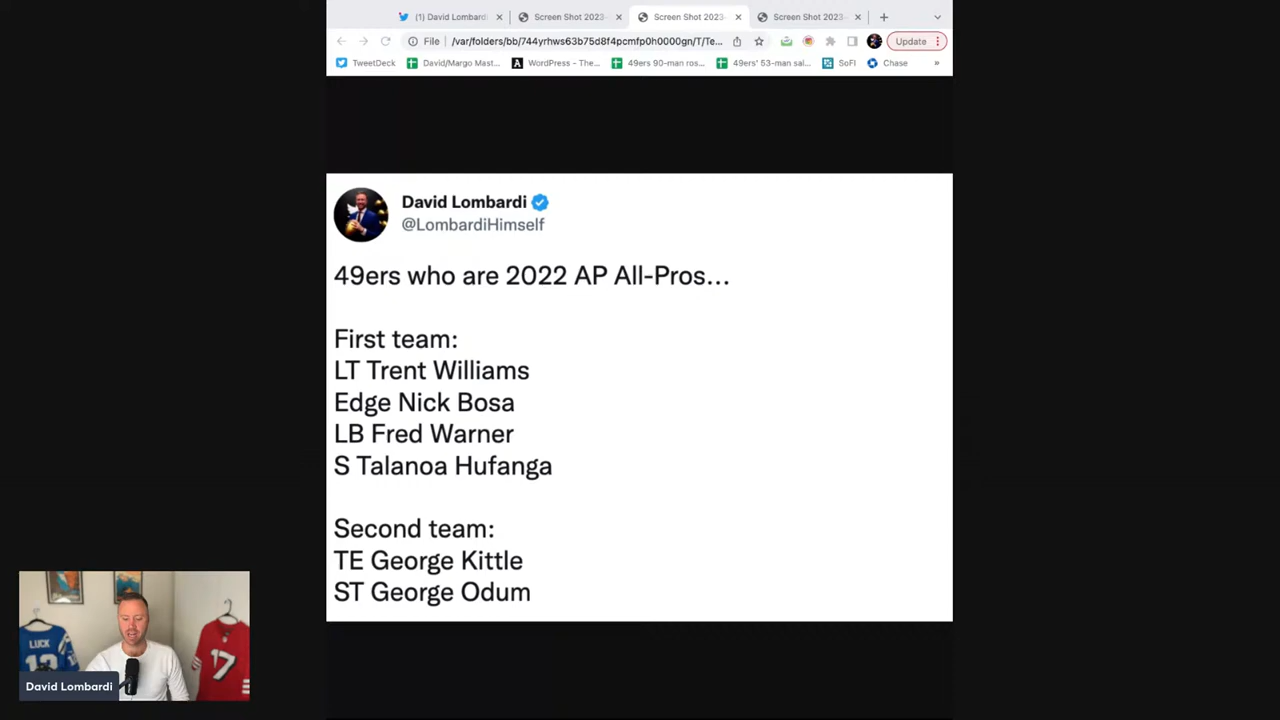 (1) David Lombardi
Screen Shot 2023-
Screen Shot 2023-
Screen Shot 2023-
File
/var/folders/bb/744yrhws63b75d8f4pcmfp0h0000gn/T/Te...
Update
TweetDeck
David/Margo Mast...
WordPress – The...
49ers 90-man ros...
49ers' 53-man sal...
SoFI
Chase
»
David Lombardi
@LombardiHimself
49ers who are 2022 AP All-Pros...
First team:
LT Trent Williams
Edge Nick Bosa
LB Fred Warner
S Talanoa Hufanga
Second team:
TE George Kittle
ST George Odum
LUCK
12
17
David Lombardi